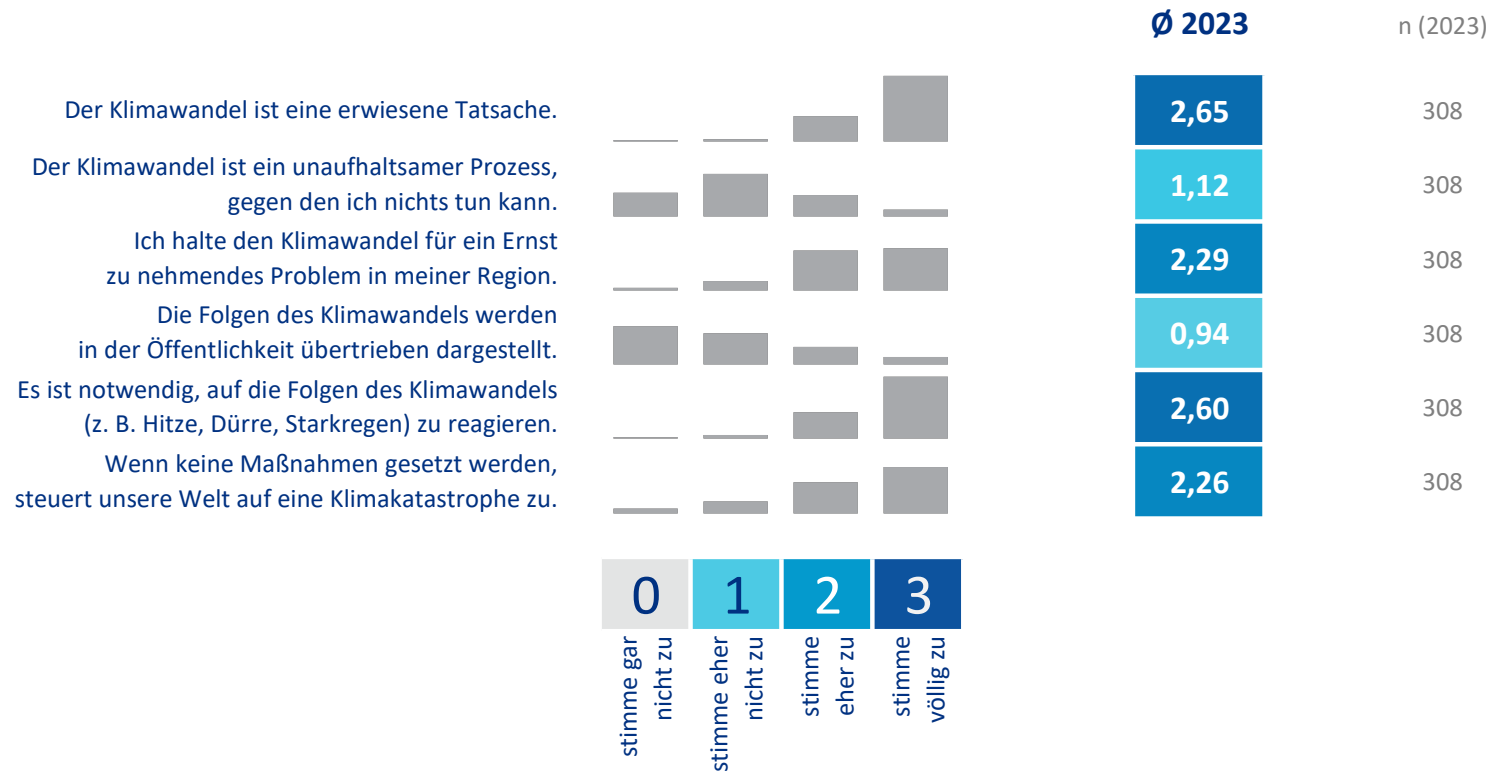 Ø 2023 n (2023)
Der Klimawandel ist eine erwiesene Tatsache. 2,65 308
Der Klimawandel ist ein unaufhaltsamer Prozess,
gegen den ich nichts tun kann. 1,12 308
Ich halte den Klimawandel für ein Ernst
zu nehmendes Problem in meiner Region. 2,29 308
Die Folgen des Klimawandels werden
in der Öffentlichkeit übertrieben dargestellt. 0,94 308
Es ist notwendig, auf die Folgen des Klimawandels
(z. B. Hitze, Dürre, Starkregen) zu reagieren. 2,60 308
Wenn keine Maßnahmen gesetzt werden,
steuert unsere Welt auf eine Klimakatastrophe zu. 2,26 308
0 1 2 3
stimme gar
nicht zu
stimme eher
nicht zu
stimme
eher zu
stimme
völlig zu